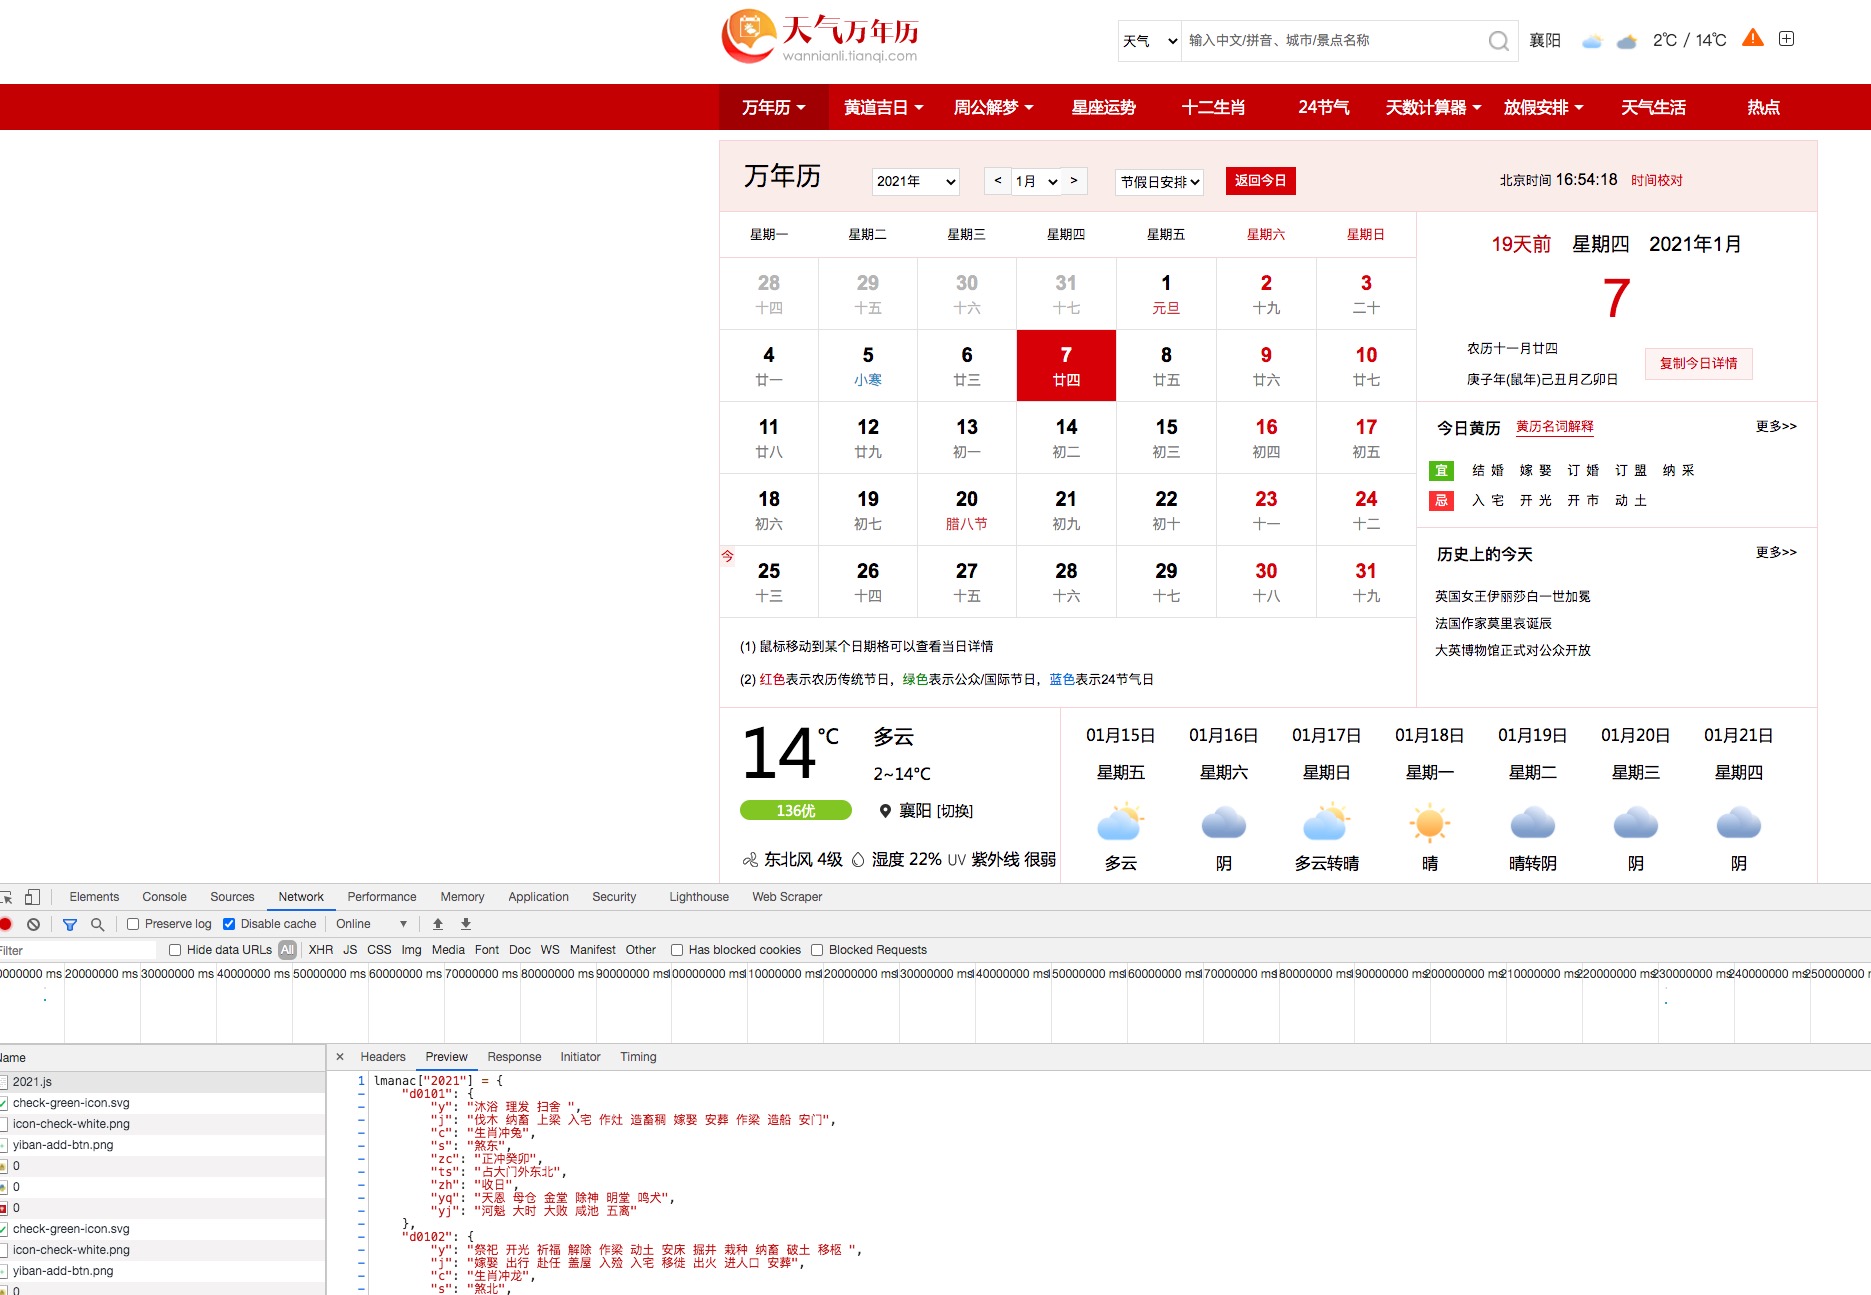 天气万年历
wannianli.tianqi.com
天气 输入中文/拼音、城市/景点名称 襄阳 2℃ / 14℃
万年历 黄道吉日 周公解梦 星座运势 十二生肖 24节气 天数计算器 放假安排 天气生活 热点
万年历 2021年 < 1月 > 节假日安排 返回今日 北京时间 16:54:18 时间校对
星期一 星期二 星期三 星期四 星期五 星期六 星期日
28 29 30 31 1 2 3
十四 十五 十六 十七 元旦 十九 二十
4 5 6 7 8 9 10
廿一 小寒 廿三 廿四 廿五 廿六 廿七
11 12 13 14 15 16 17
廿八 廿九 初一 初二 初三 初四 初五
18 19 20 21 22 23 24
初六 初七 腊八节 初九 初十 十一 十二
今
25 26 27 28 29 30 31
十三 十四 十五 十六 十七 十八 十九
(1) 鼠标移动到某个日期格可以查看当日详情
(2) 红色表示农历传统节日，绿色表示公众/国际节日，蓝色表示24节气日
19天前 星期四 2021年1月
7
农历十一月廿四
庚子年(鼠年)己丑月乙卯日
复制今日详情
今日黄历 黄历名词解释 更多>>
宜 结婚 嫁娶 订婚 订盟 纳采
忌 入宅 开光 开市 动土
历史上的今天 更多>>
英国女王伊丽莎白一世加冕
法国作家莫里哀诞辰
大英博物馆正式对公众开放
14℃ 多云
2~14℃
136优 襄阳 [切换]
东北风 4级 湿度 22% UV 紫外线 很弱
01月15日 01月16日 01月17日 01月18日 01月19日 01月20日 01月21日
星期五 星期六 星期日 星期一 星期二 星期三 星期四
多云 阴 多云转晴 晴 晴转阴 阴 阴
Elements Console Sources Network Performance Memory Application Security Lighthouse Web Scraper
Preserve log Disable cache Online
Filter Hide data URLs All XHR JS CSS Img Media Font Doc WS Manifest Other Has blocked cookies Blocked Requests
0000000 ms 20000000 ms 30000000 ms 40000000 ms 50000000 ms 60000000 ms 70000000 ms 80000000 ms 90000000 ms 100000000 ms 110000000 ms 120000000 ms 130000000 ms 140000000 ms 150000000 ms 160000000 ms 170000000 ms 180000000 ms 190000000 ms 200000000 ms 210000000 ms 220000000 ms 230000000 ms 240000000 ms 250000000
Name
2021.js
check-green-icon.svg
icon-check-white.png
yiban-add-btn.png
0
0
0
check-green-icon.svg
icon-check-white.png
yiban-add-btn.png
0
× Headers Preview Response Initiator Timing
1 lmanac["2021"] = {
"d0101": {
"y": "沐浴 理发 扫舍 ",
"j": "伐木 纳畜 上梁 入宅 作灶 造畜稠 嫁娶 安葬 作梁 造船 安门",
"c": "生肖冲兔",
"s": "煞东",
"zc": "正冲癸卯",
"ts": "占大门外东北",
"zh": "收日",
"yq": "天恩 母仓 金堂 除神 明堂 鸣犬",
"yj": "河魁 大时 大败 咸池 五离"
},
"d0102": {
"y": "祭祀 开光 祈福 解除 作梁 动土 安床 掘井 栽种 纳畜 破土 移柩 ",
"j": "嫁娶 出行 赴任 盖屋 入殓 入宅 移徙 出火 进人口 安葬",
"c": "生肖冲龙",
"s": "煞北",